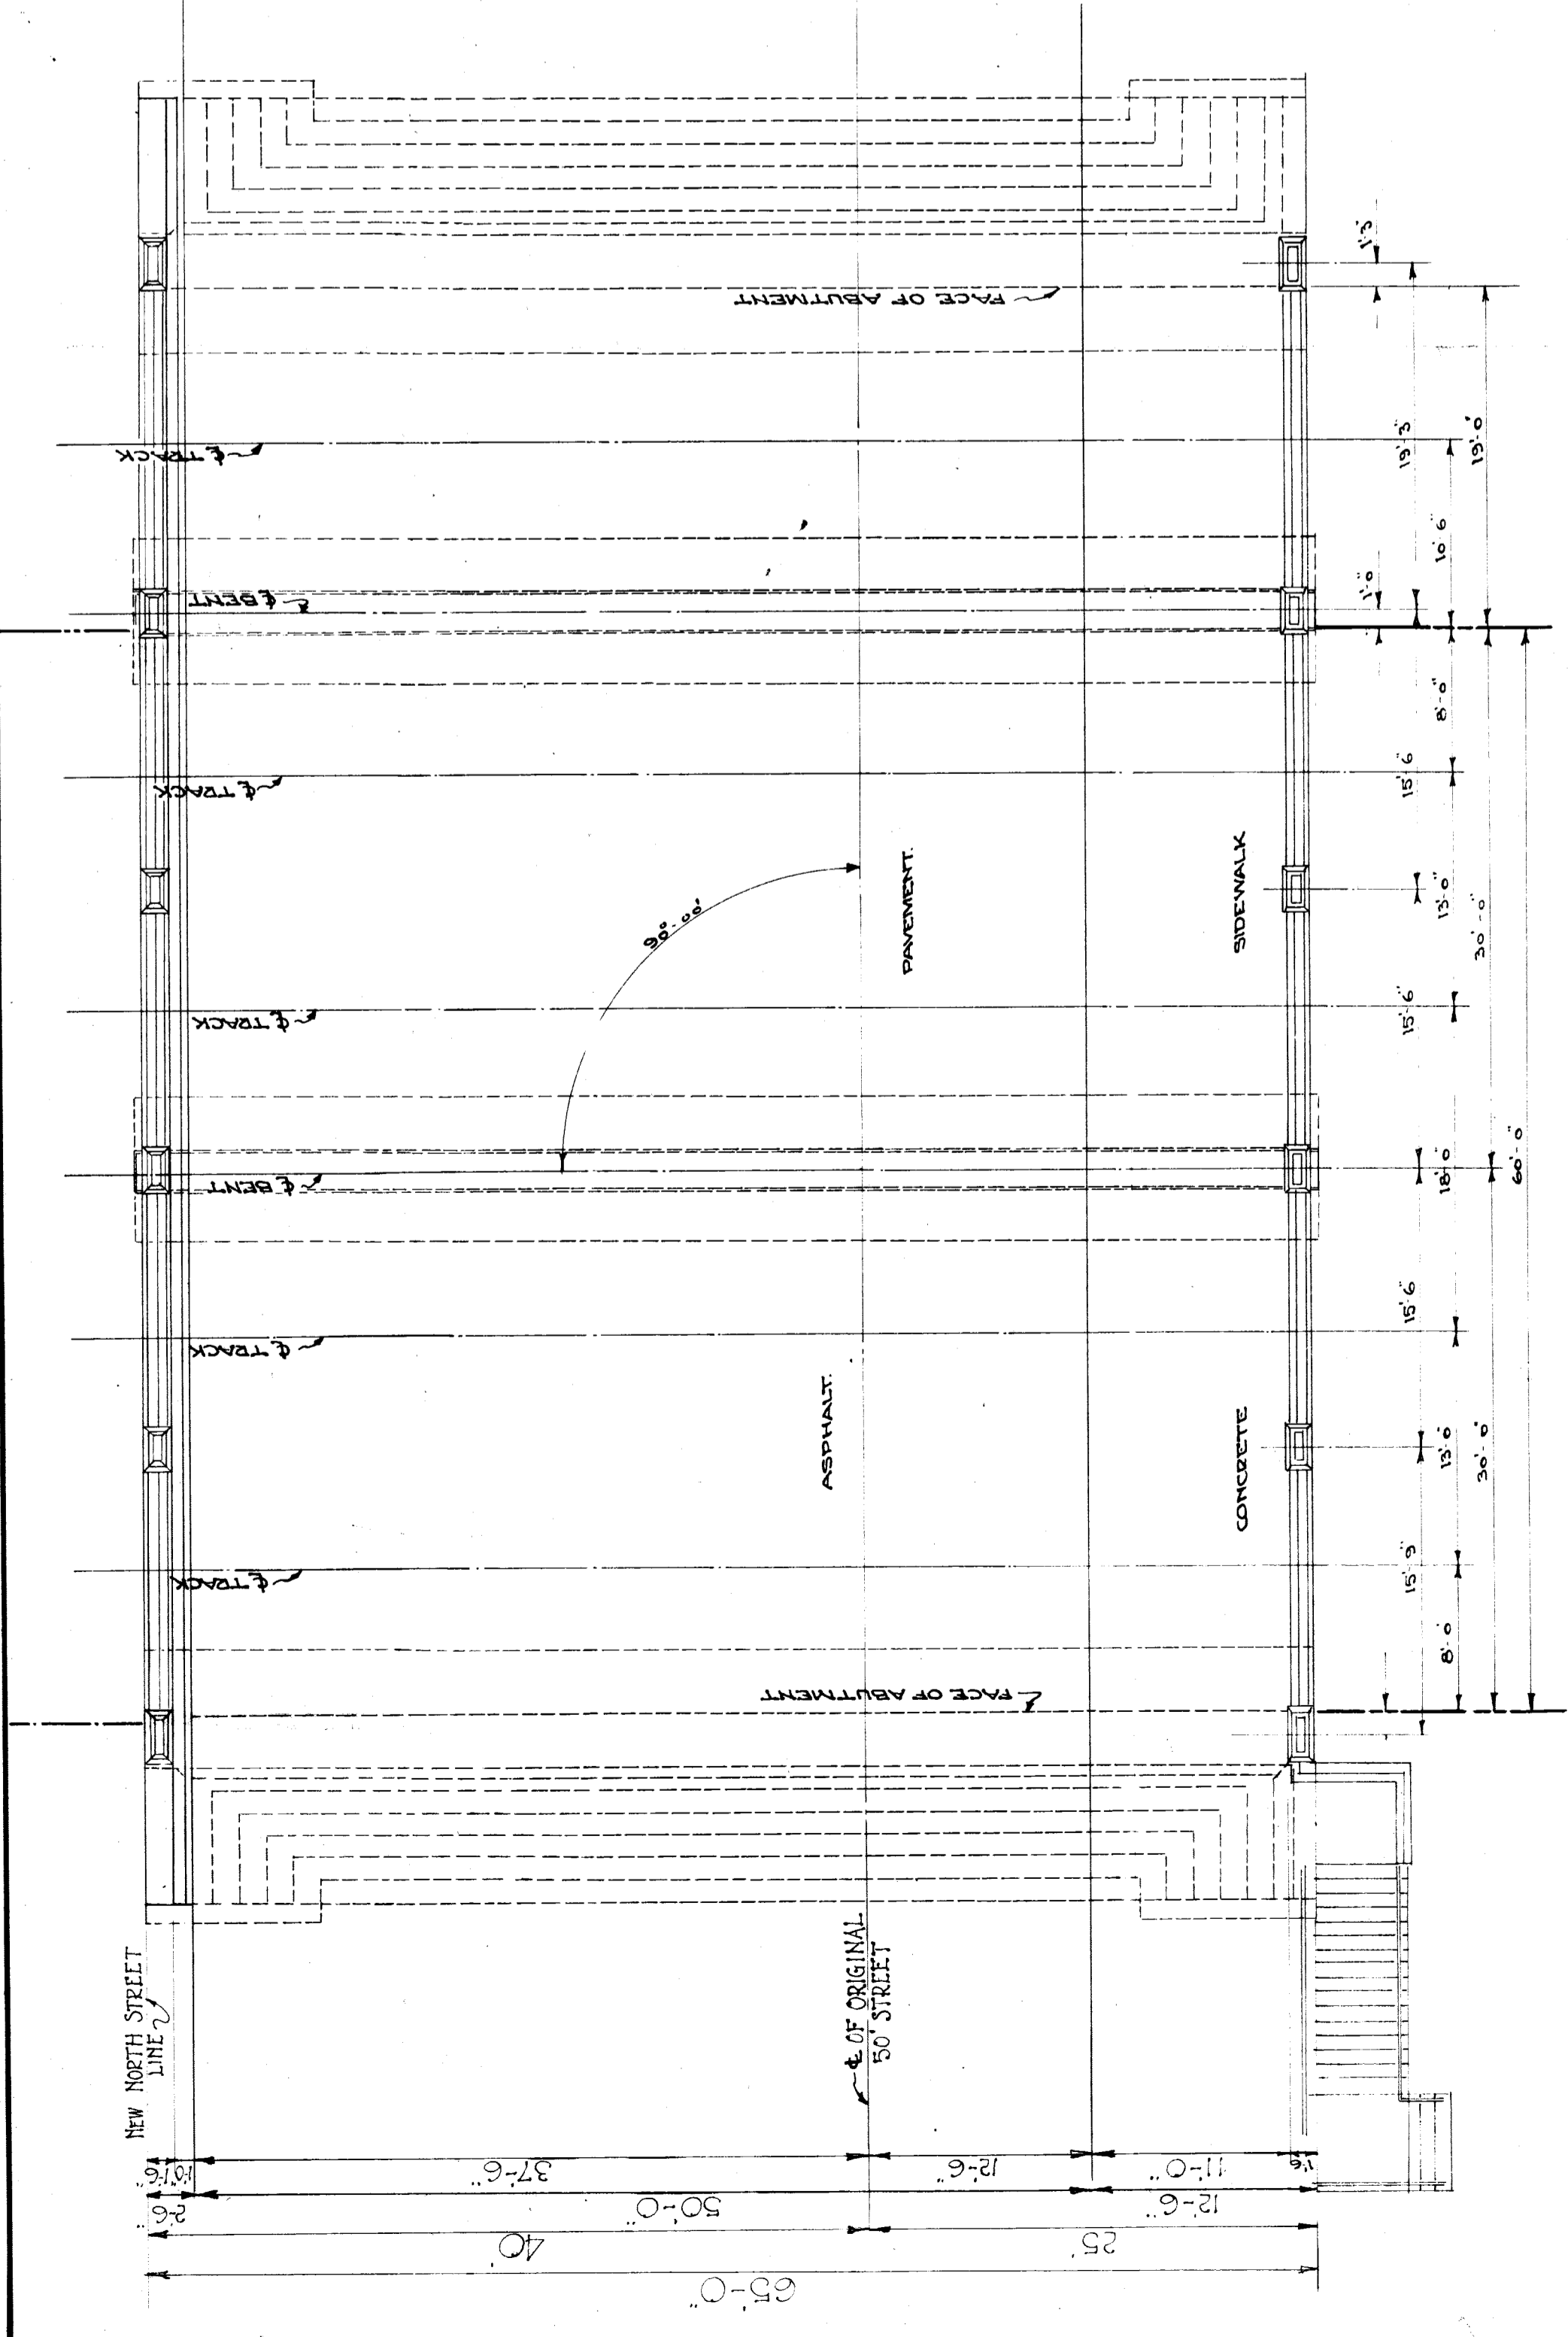 1'-3"
FACE OF ABUTMENT
℄ TRACK
19'-3"
19'-0"
10'-6"
℄ BENT
1'-0"
8'-0"
℄ TRACK
15'-6"
PAVEMENT.
SIDEWALK
90°-00'
13'-0"
30'-0"
℄ TRACK
15'-6"
℄ BENT
18'-0"
60'-0"
15'-6"
℄ TRACK
ASPHALT.
CONCRETE
13'-0"
30'-0"
15'-9"
℄ TRACK
8'-0"
FACE OF ABUTMENT
NEW NORTH STREET
LINE
℄ OF ORIGINAL
50' STREET
1'-6"
1'-0"
37'-6"
12'-6"
11'-0"
1'-6"
2'-6"
50'-0"
12'-6"
40'
25'
65'-0"